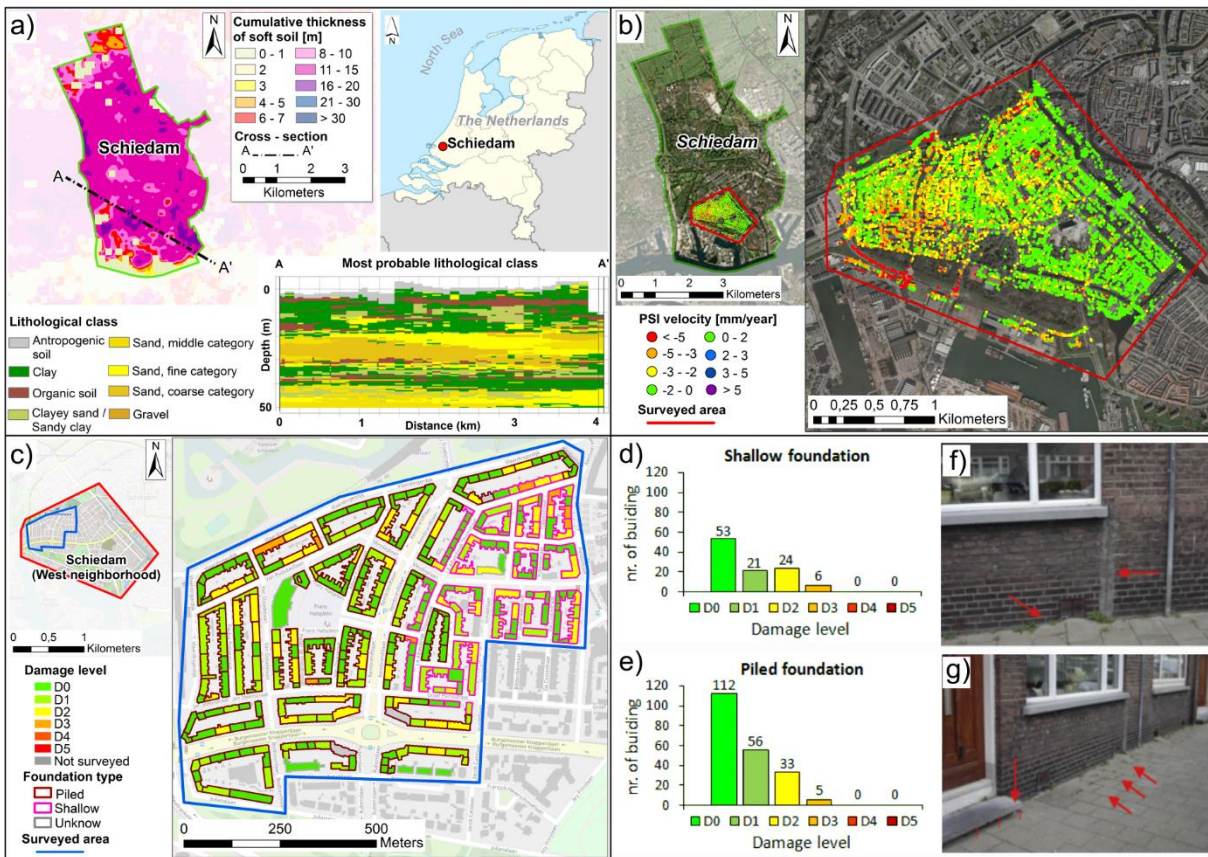 a)
Cumulative thickness
of soft soil [m]
0 - 1
8 - 10
2
11 - 15
3
16 - 20
4 - 5
21 - 30
6 - 7
> 30
Cross - section
A
A'
0
1
2
3
Kilometers
N
Schiedam
A
A'
N
North Sea
The Netherlands
Schiedam
Lithological class
Antropogenic
soil
Clay
Organic soil
Clayey sand /
Sandy clay
Sand, middle category
Sand, fine category
Sand, coarse category
Gravel
A
Most probable lithological class
A'
0
Depth (m)
50
0
1
2
3
4
Distance (km)
b)
N
Schiedam
0
1
2
3
Kilometers
PSI velocity [mm/year]
< -5
0 - 2
-5 - -3
2 - 3
-3 - -2
3 - 5
-2 - 0
> 5
Surveyed area
0
0,25
0,5
0,75
1
Kilometers
c)
N
Schiedam
(West neighborhood)
0
0,5
1
Kilometers
Damage level
D0
D1
D2
D3
D4
D5
Not surveyed
Foundation type
Piled
Shallow
Unknow
Surveyed area
Frans Halsplein
Burgemeester Knappertlaan
Burgemeester Knappertlaan
Julianalaan
0
250
500
Meters
d)
Shallow foundation
nr. of buiding
120
100
80
60
40
20
0
53
21
24
6
0
0
D0 D1 D2 D3 D4 D5
Damage level
e)
Piled foundation
nr. of buiding
120
100
80
60
40
20
0
112
56
33
5
0
0
D0 D1 D2 D3 D4 D5
Damage level
f)
g)